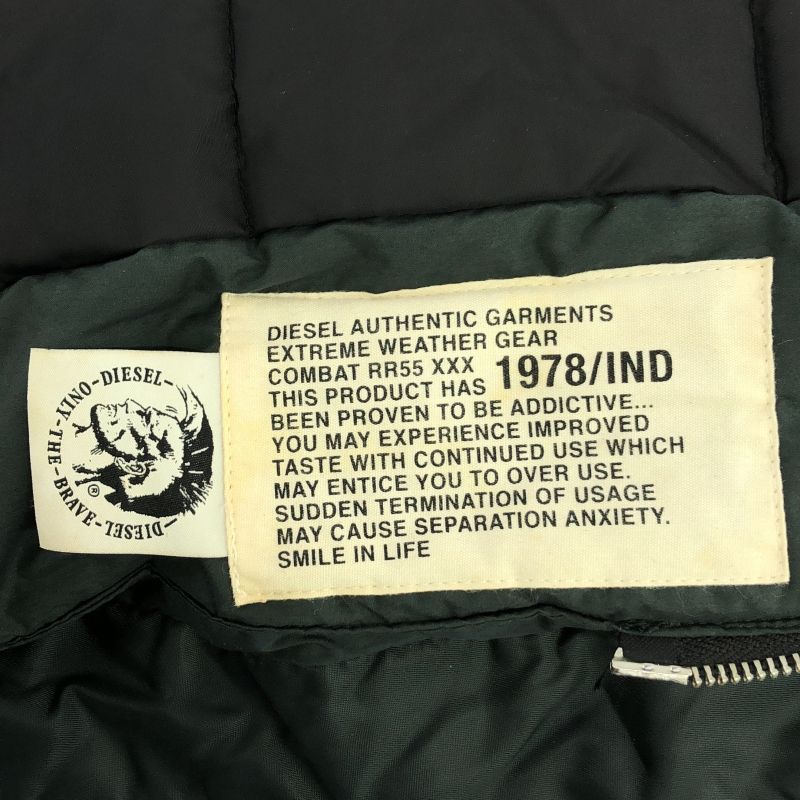 DIESEL-ONLY-THE-BRAVE-DIESEL-
®
DIESEL AUTHENTIC GARMENTS
EXTREME WEATHER GEAR
COMBAT RR55 XXX 1978/IND
THIS PRODUCT HAS
BEEN PROVEN TO BE ADDICTIVE...
YOU MAY EXPERIENCE IMPROVED
TASTE WITH CONTINUED USE WHICH
MAY ENTICE YOU TO OVER USE.
SUDDEN TERMINATION OF USAGE
MAY CAUSE SEPARATION ANXIETY.
SMILE IN LIFE